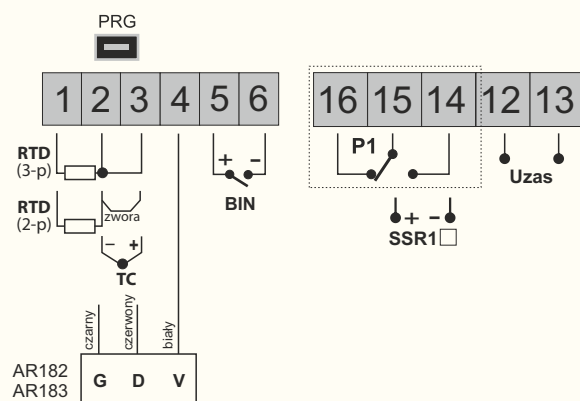 PRG
1 2 3 4 5 6
16 15 14 12 13
RTD
(3-p)
+ -
BIN
P1
Uzas
RTD
(2-p)
zwora
- +
TC
+ -
SSR1
czarny
czerwony
biały
AR182
AR183
G D V